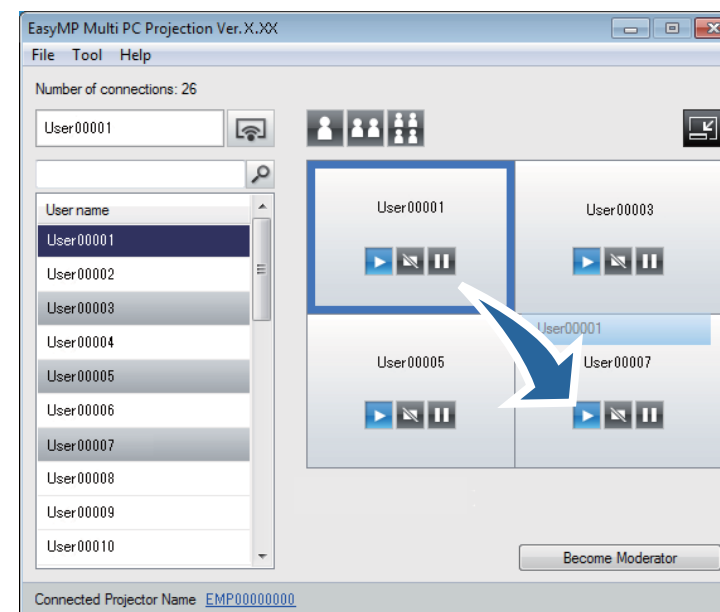 EasyMP Multi PC Projection Ver.X.XX
File Tool Help
Number of connections: 26
User00001
User name
User00001
User00002
User00003
User00004
User00005
User00006
User00007
User00008
User00009
User00010
User00001
User00003
User00001
User00005
User00007
Become Moderator
Connected Projector Name EMP00000000